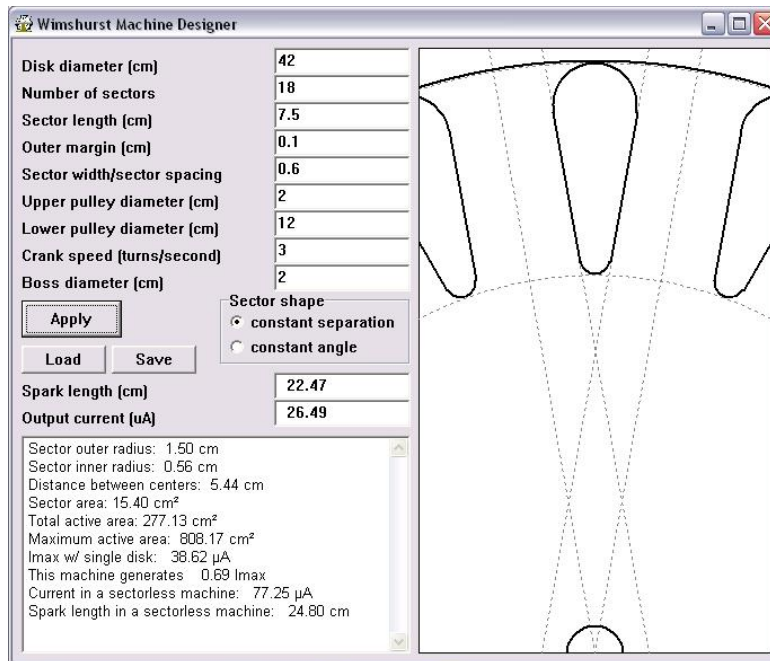 Wimshurst Machine Designer
Disk diameter (cm) 42
Number of sectors 18
Sector length (cm) 7.5
Outer margin (cm) 0.1
Sector width/sector spacing 0.6
Upper pulley diameter (cm) 2
Lower pulley diameter (cm) 12
Crank speed (turns/second) 3
Boss diameter (cm) 2
Apply
Sector shape
constant separation
constant angle
Load Save
Spark length (cm) 22.47
Output current (uA) 26.49
Sector outer radius: 1.50 cm
Sector inner radius: 0.56 cm
Distance between centers: 5.44 cm
Sector area: 15.40 cm²
Total active area: 277.13 cm²
Maximum active area: 808.17 cm²
Imax w/ single disk: 38.62 µA
This machine generates 0.69 Imax
Current in a sectorless machine: 77.25 µA
Spark length in a sectorless machine: 24.80 cm